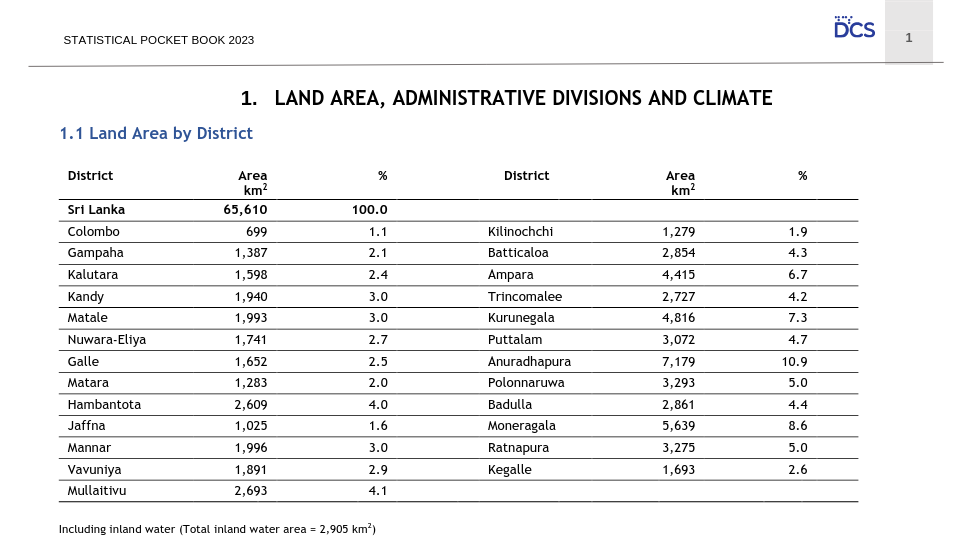 STATISTICAL POCKET BOOK 2023
DCS
1
1. LAND AREA, ADMINISTRATIVE DIVISIONS AND CLIMATE
1.1 Land Area by District
District Area km² % District Area km² %
Sri Lanka 65,610 100.0
Colombo 699 1.1 Kilinochchi 1,279 1.9
Gampaha 1,387 2.1 Batticaloa 2,854 4.3
Kalutara 1,598 2.4 Ampara 4,415 6.7
Kandy 1,940 3.0 Trincomalee 2,727 4.2
Matale 1,993 3.0 Kurunegala 4,816 7.3
Nuwara-Eliya 1,741 2.7 Puttalam 3,072 4.7
Galle 1,652 2.5 Anuradhapura 7,179 10.9
Matara 1,283 2.0 Polonnaruwa 3,293 5.0
Hambantota 2,609 4.0 Badulla 2,861 4.4
Jaffna 1,025 1.6 Moneragala 5,639 8.6
Mannar 1,996 3.0 Ratnapura 3,275 5.0
Vavuniya 1,891 2.9 Kegalle 1,693 2.6
Mullaitivu 2,693 4.1
Including inland water (Total inland water area = 2,905 km²)